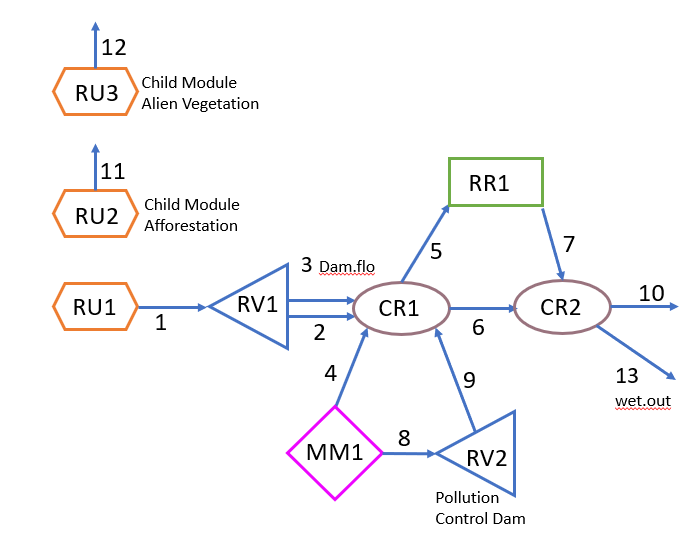 12
RU3
Child Module
Alien Vegetation
11
RU2
Child Module
Afforestation
RR1
5
7
3 Dam.flo
RU1
1
RV1
2
CR1
6
CR2
10
13
wet.out
4
9
MM1
8
RV2
Pollution
Control Dam